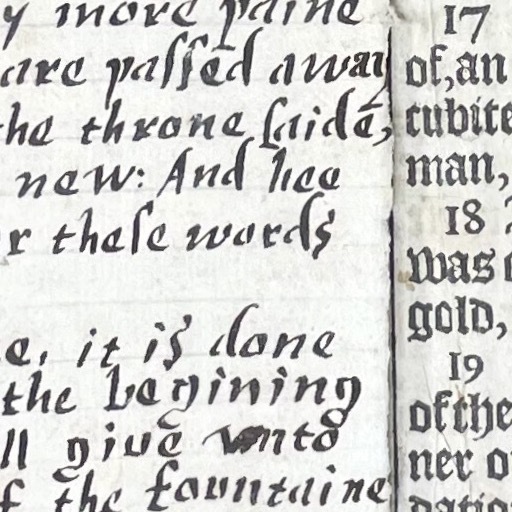 y more paine
are paſſed away
the throne ſaide,
new: And hee
r theſe words
e, it is done
the begining
ll giue vnto
f the fountaine
17
of, an
cubite
man,
18
was
gold,
19
of the
ner o
datio